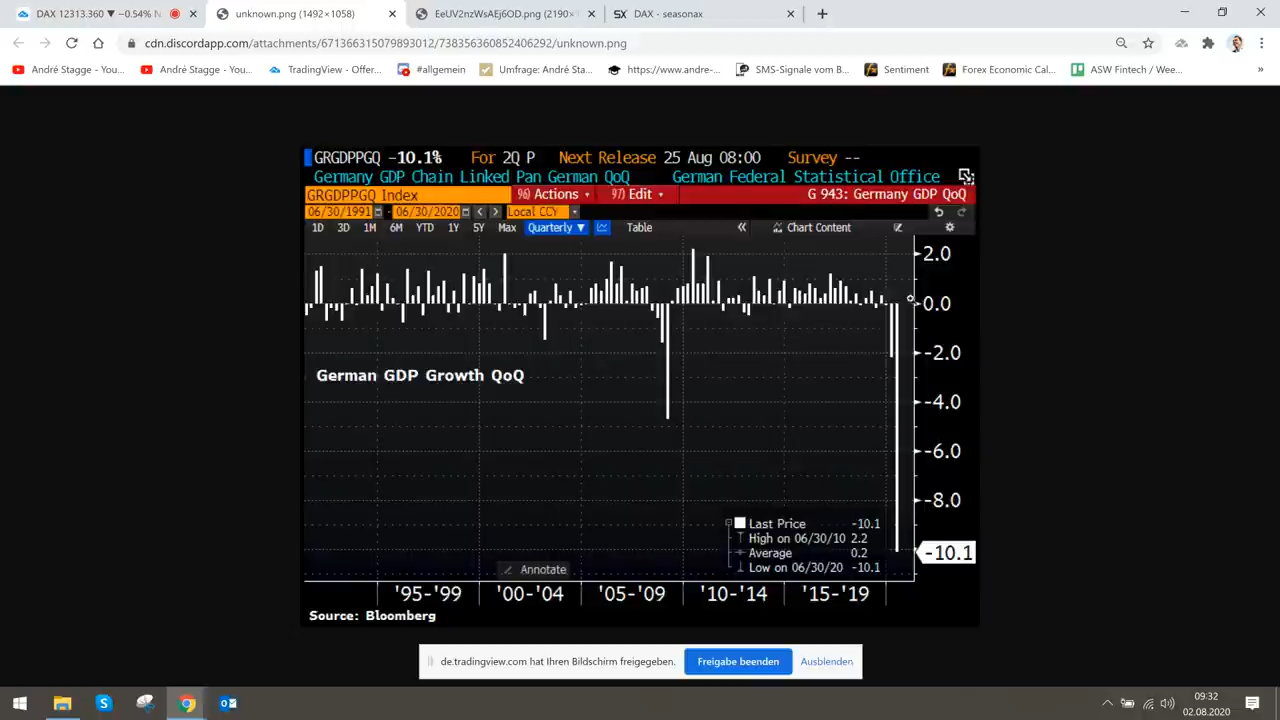 DAX 12313.360 ▼ −0.54% N
unknown.png (1492×1058)
EeUV2nzWsAEj6OD.png (2190×
DAX - seasonax
cdn.discordapp.com/attachments/671366315079893012/738356360852406292/unknown.png
André Stagge - You...
André Stagge - You...
TradingView - Offer...
#allgemein
Umfrage: André Sta...
https://www.andre-...
SMS-Signale vom B...
Sentiment
Forex Economic Cal...
ASW Fintech / Wee...
»
GRGDPPGQ -10.1% For 2Q P Next Release 25 Aug 08:00 Survey --
Germany GDP Chain Linked Pan German QoQ German Federal Statistical Office
GRGDPPGQ Index 96) Actions 97) Edit G 943: Germany GDP QoQ
06/30/1991 - 06/30/2020 < > Local CCY
1D 3D 1M 6M YTD 1Y 5Y Max Quarterly ▼ Table « Chart Content
2.0
0.0
-2.0
German GDP Growth QoQ
-4.0
-6.0
-8.0
Last Price -10.1
High on 06/30/10 2.2
Average 0.2
Low on 06/30/20 -10.1
-10.1
Annotate
'95-'99 '00-'04 '05-'09 '10-'14 '15-'19
Source: Bloomberg
de.tradingview.com hat Ihren Bildschirm freigegeben.
Freigabe beenden
Ausblenden
09:32
02.08.2020